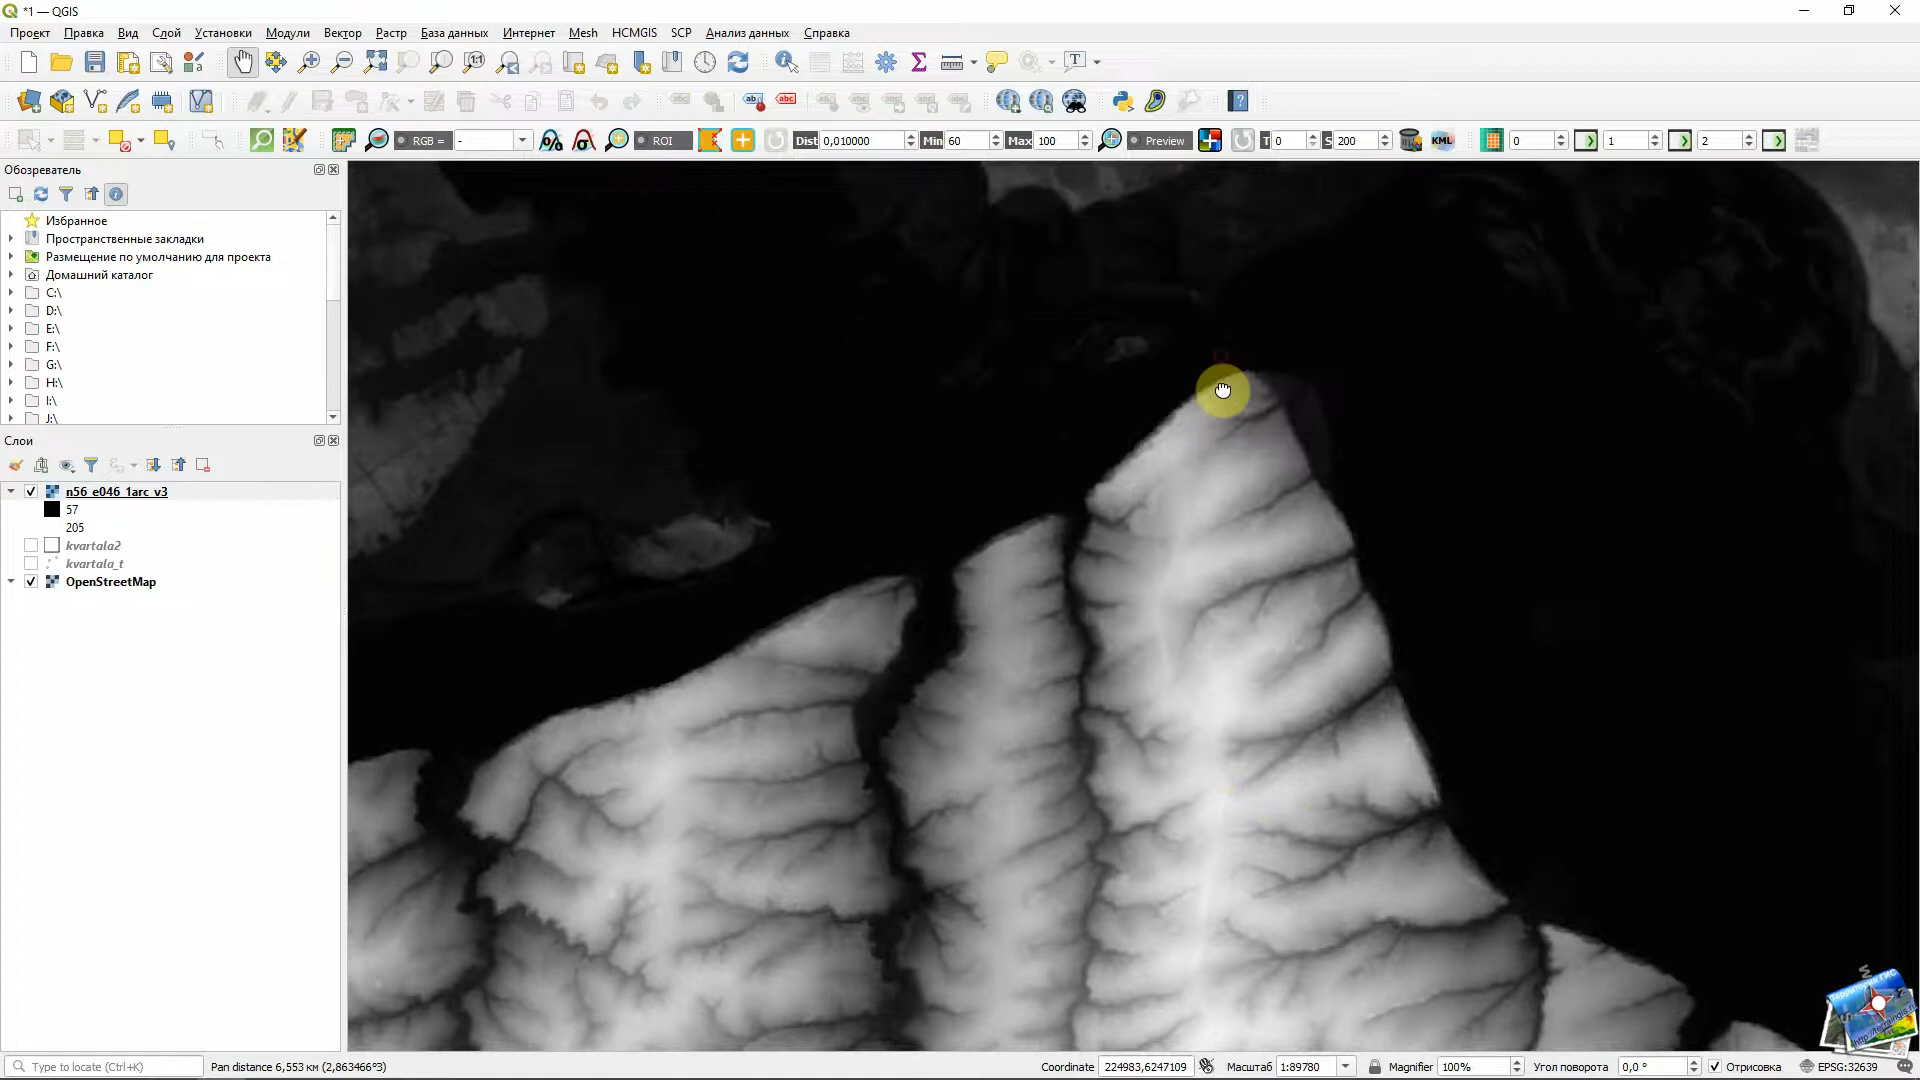 *1 — QGIS
Проект Правка Вид Слой Установки Модули Вектор Растр База данных Интернет Mesh HCMGIS SCP Анализ данных Справка
RGB = - ROI Dist 0,010000 Min 60 Max 100 Preview T 0 S 200 KML 0 1 2
Обозреватель
Избранное
Пространственные закладки
Размещение по умолчанию для проекта
Домашний каталог
C:\
D:\
E:\
F:\
G:\
H:\
I:\
J:\
Слои
n56_e046_1arc_v3
57
205
kvartala2
kvartala_t
OpenStreetMap
Территория ГИС
Type to locate (Ctrl+K) Pan distance 6,553 км (2,863466°3) Coordinate 224983,6247109 Масштаб 1:89780 Magnifier 100% Угол поворота 0,0 ° Отрисовка EPSG:32639